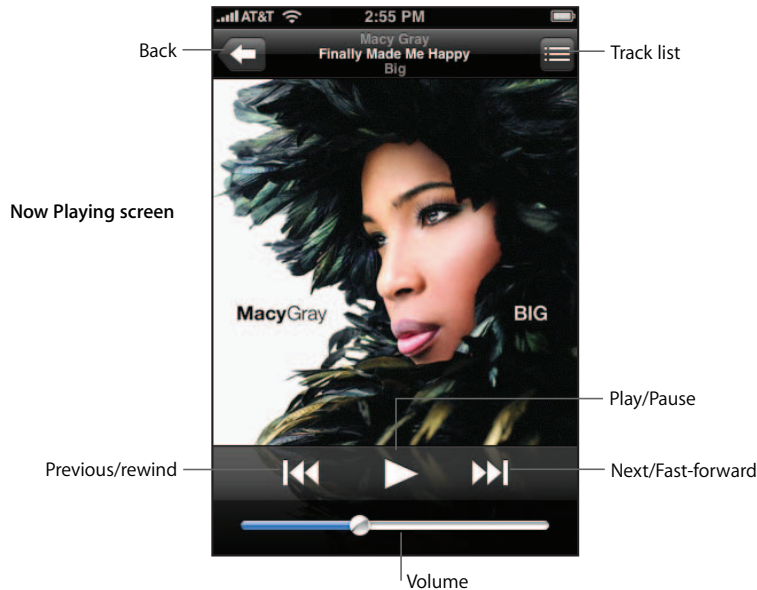 AT&T 2:55 PM
Macy Gray
Back
Finally Made Me Happy
Track list
Big
Now Playing screen
MacyGray
BIG
Play/Pause
Previous/rewind
Next/Fast-forward
Volume